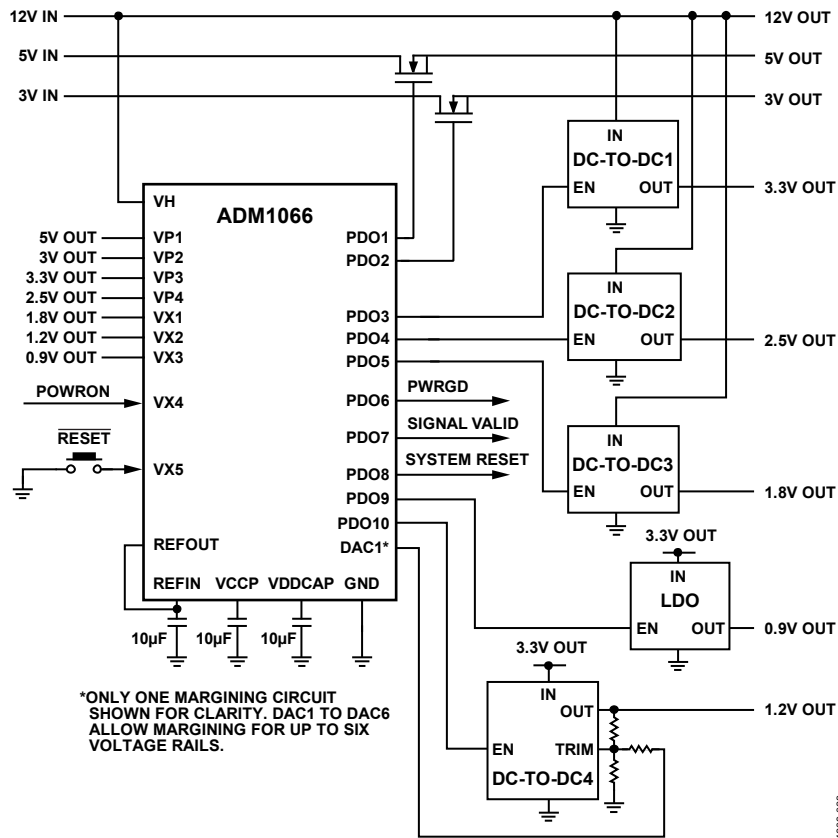 12V IN
12V OUT
5V IN
5V OUT
3V IN
3V OUT
IN
DC-TO-DC1
EN OUT
3.3V OUT
VH
ADM1066
5V OUT VP1
3V OUT VP2
3.3V OUT VP3
2.5V OUT VP4
1.8V OUT VX1
1.2V OUT VX2
0.9V OUT VX3
POWRON
VX4
RESET
VX5
REFOUT
REFIN VCCP VDDCAP GND
PDO1
PDO2
PDO3
PDO4
PDO5
PDO6
PDO7
PDO8
PDO9
PDO10
DAC1*
PWRGD
SIGNAL VALID
SYSTEM RESET
IN
DC-TO-DC2
EN OUT
2.5V OUT
IN
DC-TO-DC3
EN OUT
1.8V OUT
3.3V OUT
IN
LDO
EN OUT
0.9V OUT
10µF 10µF 10µF
3.3V OUT
IN
OUT
1.2V OUT
EN TRIM
DC-TO-DC4
*ONLY ONE MARGINING CIRCUIT
SHOWN FOR CLARITY. DAC1 TO DAC6
ALLOW MARGINING FOR UP TO SIX
VOLTAGE RAILS.